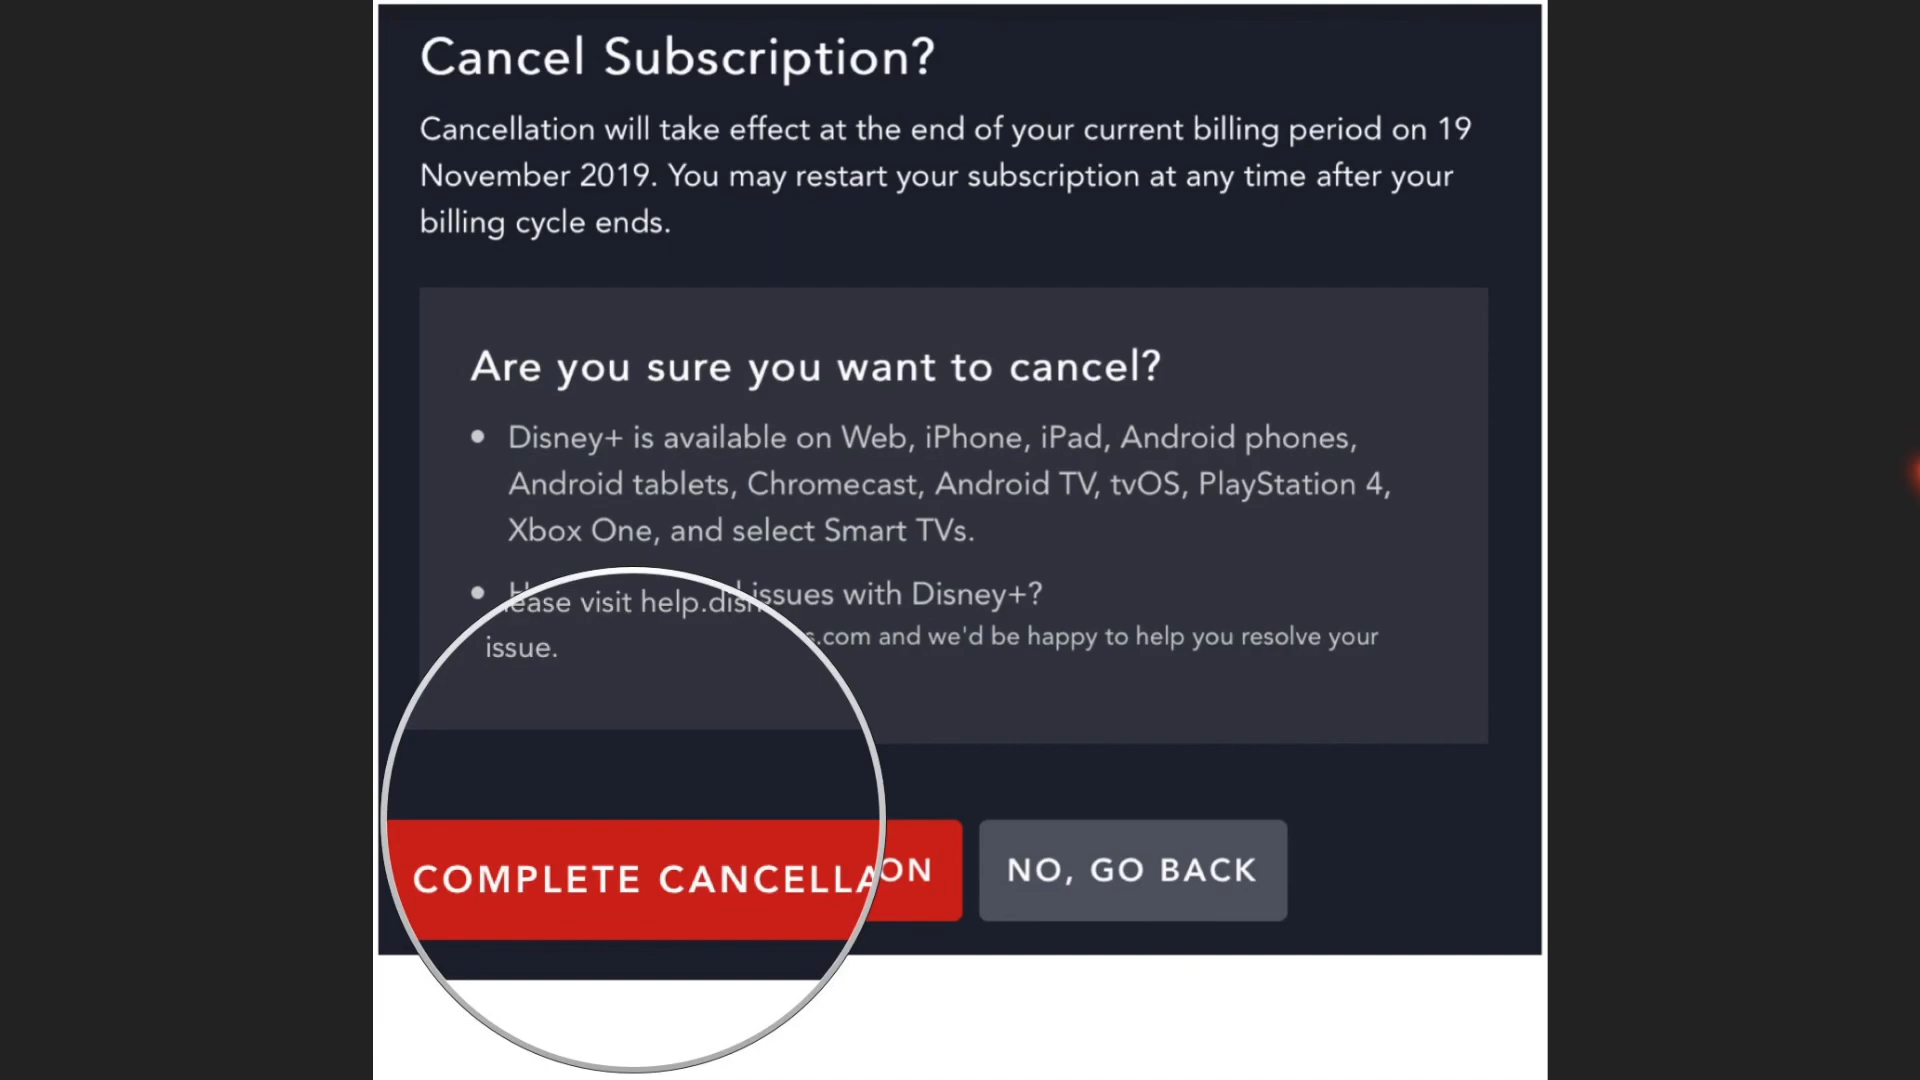 Cancel Subscription?
Cancellation will take effect at the end of your current billing period on 19
November 2019. You may restart your subscription at any time after your
billing cycle ends.
Are you sure you want to cancel?
• Disney+ is available on Web, iPhone, iPad, Android phones,
Android tablets, Chromecast, Android TV, tvOS, PlayStation 4,
Xbox One, and select Smart TVs.
• issues with Disney+?
ease visit help.disn
s.com and we'd be happy to help you resolve your
issue.
COMPLETE CANCELLA ON
NO, GO BACK